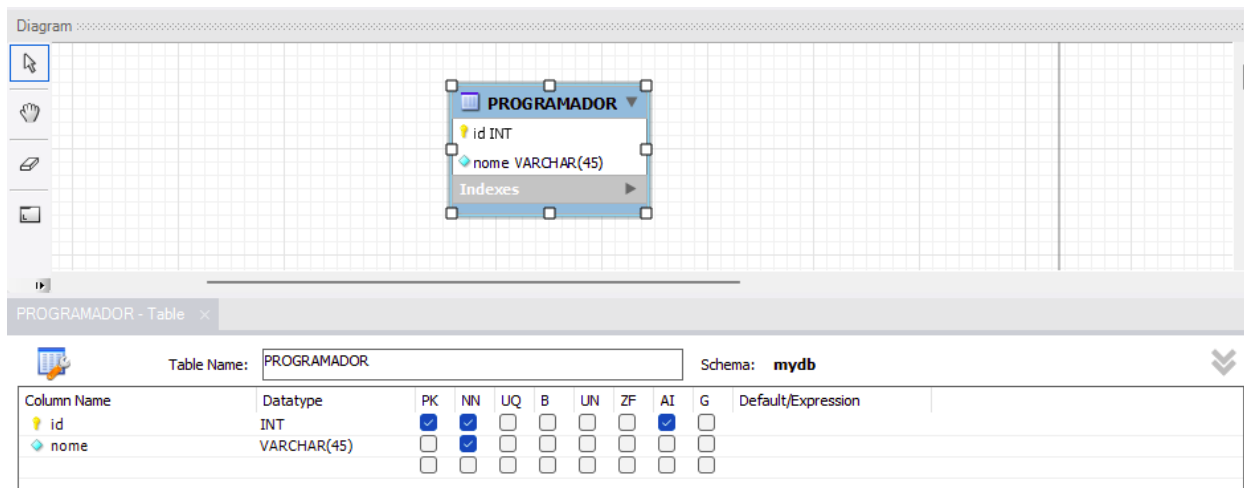 Diagram
PROGRAMADOR
id INT
nome VARCHAR(45)
Indexes
PROGRAMADOR - Table ×
Table Name: PROGRAMADOR Schema: mydb
Column Name Datatype PK NN UQ B UN ZF AI G Default/Expression
id INT
nome VARCHAR(45)